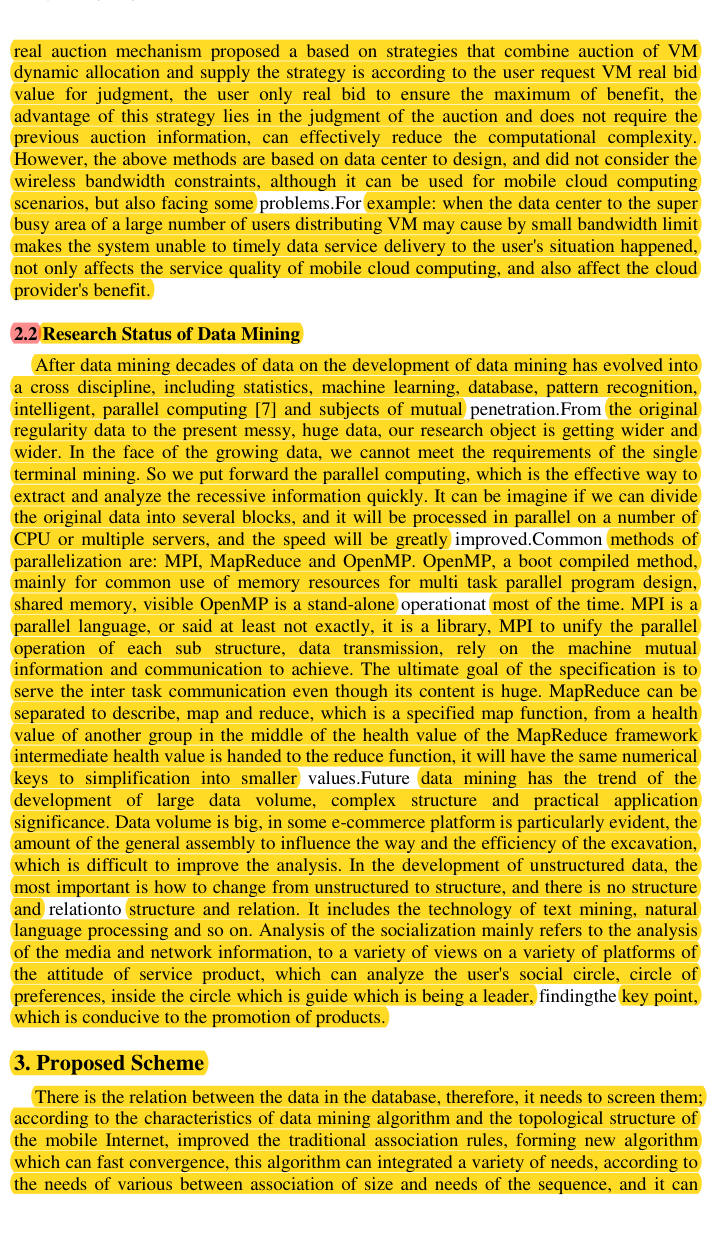 real auction mechanism proposed a based on strategies that combine auction of VM
dynamic allocation and supply the strategy is according to the user request VM real bid
value for judgment, the user only real bid to ensure the maximum of benefit, the
advantage of this strategy lies in the judgment of the auction and does not require the
previous auction information, can effectively reduce the computational complexity.
However, the above methods are based on data center to design, and did not consider the
wireless bandwidth constraints, although it can be used for mobile cloud computing
scenarios, but also facing some problems.For example: when the data center to the super
busy area of a large number of users distributing VM may cause by small bandwidth limit
makes the system unable to timely data service delivery to the user's situation happened,
not only affects the service quality of mobile cloud computing, and also affect the cloud
provider's benefit.
2.2 Research Status of Data Mining
After data mining decades of data on the development of data mining has evolved into
a cross discipline, including statistics, machine learning, database, pattern recognition,
intelligent, parallel computing [7] and subjects of mutual penetration.From the original
regularity data to the present messy, huge data, our research object is getting wider and
wider. In the face of the growing data, we cannot meet the requirements of the single
terminal mining. So we put forward the parallel computing, which is the effective way to
extract and analyze the recessive information quickly. It can be imagine if we can divide
the original data into several blocks, and it will be processed in parallel on a number of
CPU or multiple servers, and the speed will be greatly improved.Common methods of
parallelization are: MPI, MapReduce and OpenMP. OpenMP, a boot compiled method,
mainly for common use of memory resources for multi task parallel program design,
shared memory, visible OpenMP is a stand-alone operationat most of the time. MPI is a
parallel language, or said at least not exactly, it is a library, MPI to unify the parallel
operation of each sub structure, data transmission, rely on the machine mutual
information and communication to achieve. The ultimate goal of the specification is to
serve the inter task communication even though its content is huge. MapReduce can be
separated to describe, map and reduce, which is a specified map function, from a health
value of another group in the middle of the health value of the MapReduce framework
intermediate health value is handed to the reduce function, it will have the same numerical
keys to simplification into smaller values.Future data mining has the trend of the
development of large data volume, complex structure and practical application
significance. Data volume is big, in some e-commerce platform is particularly evident, the
amount of the general assembly to influence the way and the efficiency of the excavation,
which is difficult to improve the analysis. In the development of unstructured data, the
most important is how to change from unstructured to structure, and there is no structure
and relationto structure and relation. It includes the technology of text mining, natural
language processing and so on. Analysis of the socialization mainly refers to the analysis
of the media and network information, to a variety of views on a variety of platforms of
the attitude of service product, which can analyze the user's social circle, circle of
preferences, inside the circle which is guide which is being a leader, findingthe key point,
which is conducive to the promotion of products.
3. Proposed Scheme
There is the relation between the data in the database, therefore, it needs to screen them;
according to the characteristics of data mining algorithm and the topological structure of
the mobile Internet, improved the traditional association rules, forming new algorithm
which can fast convergence, this algorithm can integrated a variety of needs, according to
the needs of various between association of size and needs of the sequence, and it can